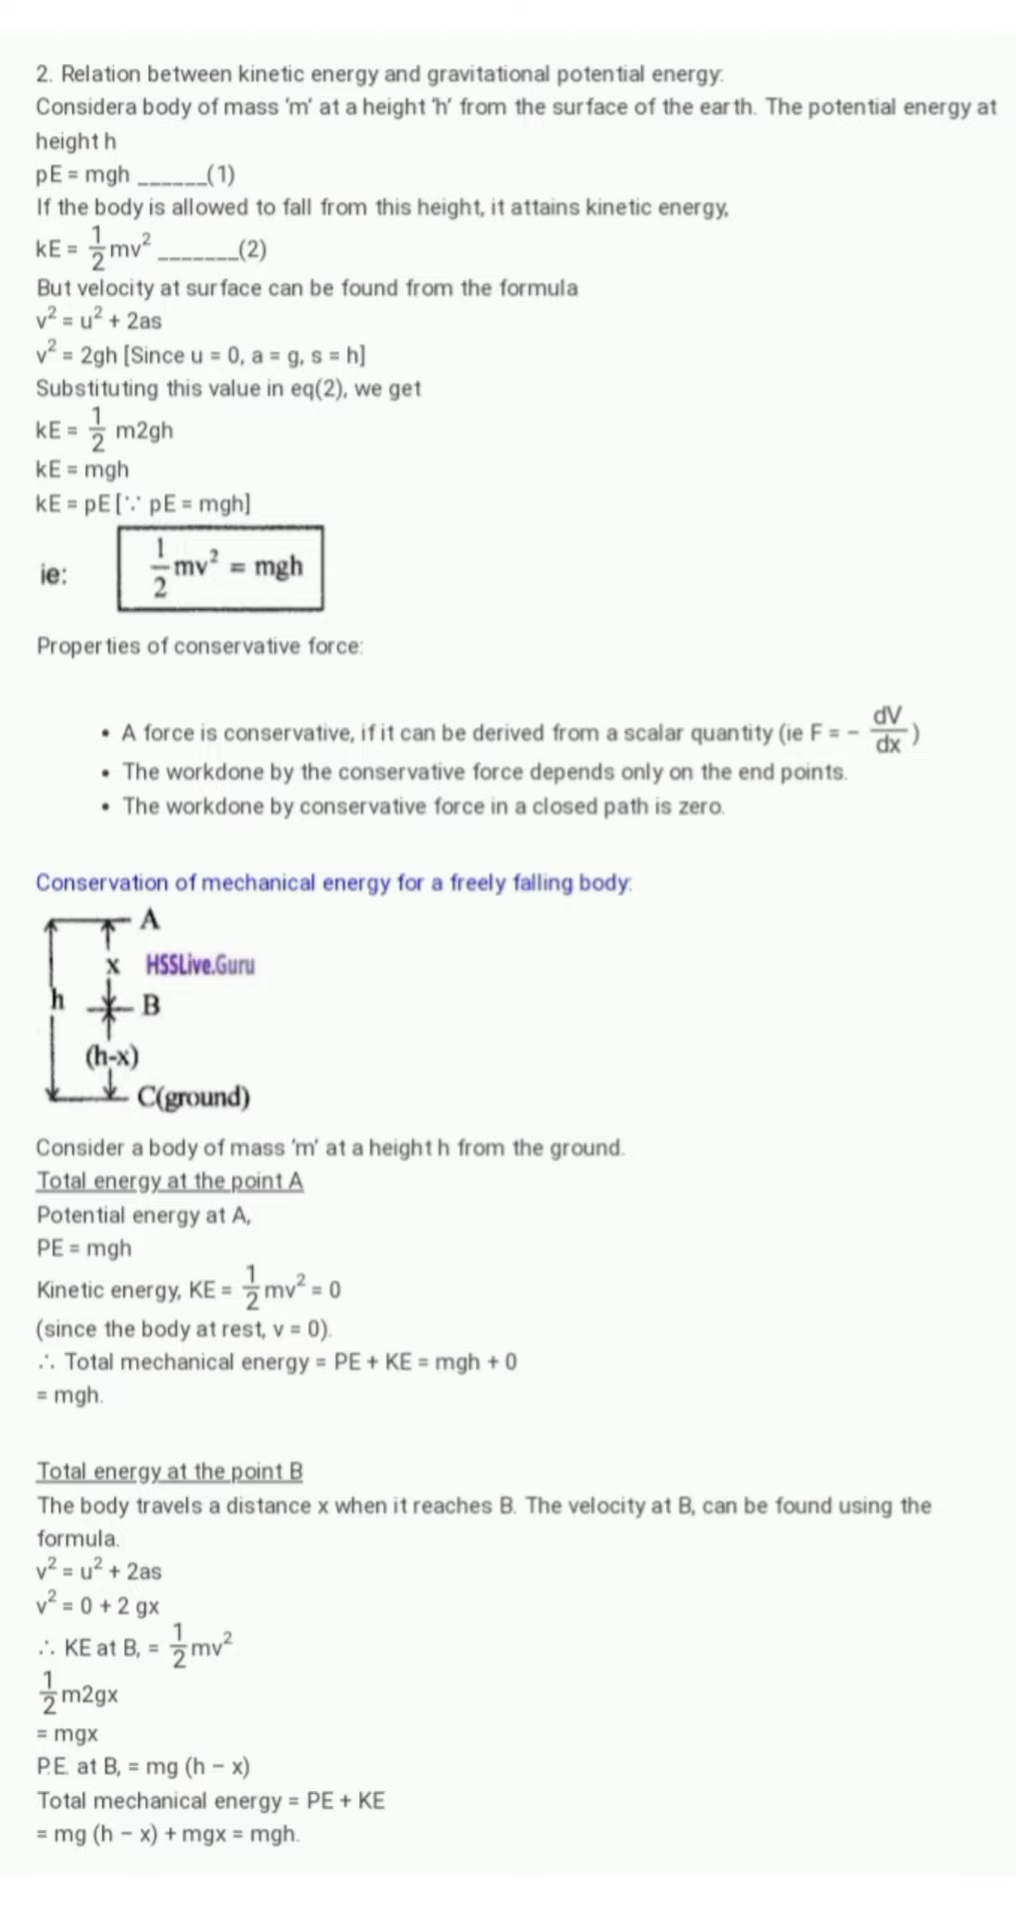 2. Relation between kinetic energy and gravitational potential energy:
Considera body of mass ‘m’ at a height ‘h’ from the surface of the earth. The potential energy at
height h
pE = mgh ______(1)
If the body is allowed to fall from this height, it attains kinetic energy,
kE = \frac{1}{2}mv² _______(2)
But velocity at surface can be found from the formula
v² = u² + 2as
v² = 2gh [Since u = 0, a = g, s = h]
Substituting this value in eq(2), we get
kE = \frac{1}{2} m2gh
kE = mgh
kE = pE [∵ pE = mgh]
ie: \frac{1}{2}mv² = mgh
Properties of conservative force:
• A force is conservative, if it can be derived from a scalar quantity (ie F = − \frac{dV}{dx})
• The workdone by the conservative force depends only on the end points.
• The workdone by conservative force in a closed path is zero.
Conservation of mechanical energy for a freely falling body:
A
x HSSLive.Guru
h B
(h-x)
C(ground)
Consider a body of mass ‘m’ at a height h from the ground.
Total energy at the point A
Potential energy at A,
PE = mgh
Kinetic energy, KE = \frac{1}{2}mv² = 0
(since the body at rest, v = 0).
∴ Total mechanical energy = PE + KE = mgh + 0
= mgh.
Total energy at the point B
The body travels a distance x when it reaches B. The velocity at B, can be found using the
formula.
v² = u² + 2as
v² = 0 + 2 gx
∴ KE at B, = \frac{1}{2}mv²
\frac{1}{2}m2gx
= mgx
P.E. at B, = mg (h − x)
Total mechanical energy = PE + KE
= mg (h − x) + mgx = mgh.